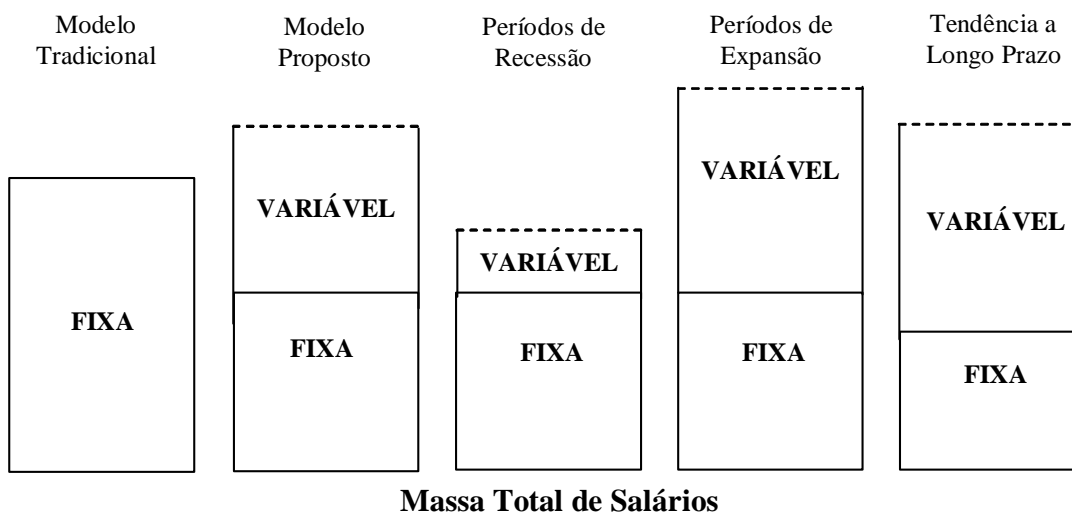 Modelo
Tradicional
Modelo
Proposto
Períodos de
Recessão
Períodos de
Expansão
Tendência a
Longo Prazo
FIXA
VARIÁVEL
FIXA
VARIÁVEL
FIXA
VARIÁVEL
FIXA
VARIÁVEL
FIXA
Massa Total de Salários